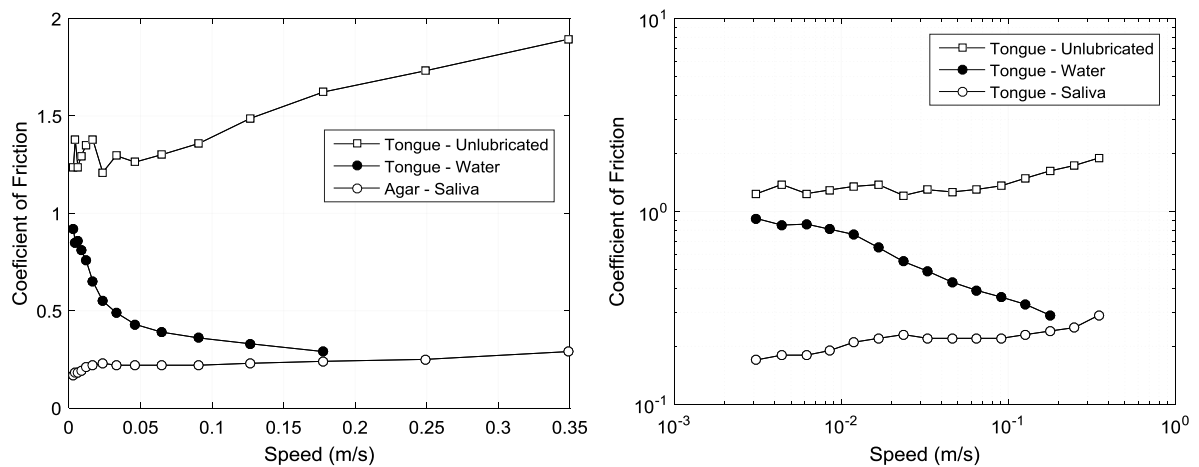 2
1.5
1
0.5
0
0
0.05
0.1
0.15
0.2
0.25
0.3
0.35
Coeficient of Friction
Speed (m/s)
Tongue - Unlubricated
Tongue - Water
Agar - Saliva
10^1
10^0
10^-1
10^-3
10^-2
10^-1
10^0
Coefficient of Friction
Speed (m/s)
Tongue - Unlubricated
Tongue - Water
Tongue - Saliva